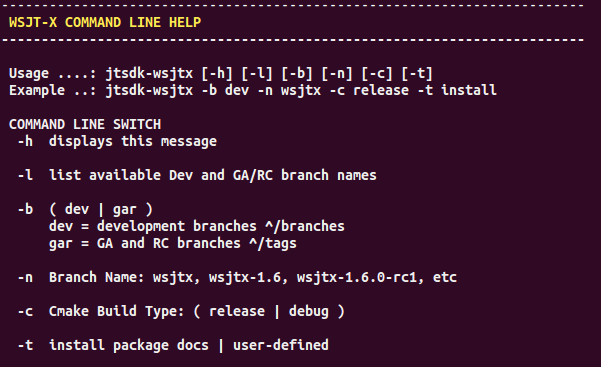 ------------------------------------------------------------------------
WSJT-X COMMAND LINE HELP
------------------------------------------------------------------------
Usage ....: jtsdk-wsjtx [-h] [-l] [-b] [-n] [-c] [-t]
Example ..: jtsdk-wsjtx -b dev -n wsjtx -c release -t install
COMMAND LINE SWITCH
-h  displays this message
-l  list available Dev and GA/RC branch names
-b  ( dev | gar )
dev = development branches ^/branches
gar = GA and RC branches ^/tags
-n  Branch Name: wsjtx, wsjtx-1.6, wsjtx-1.6.0-rc1, etc
-c  Cmake Build Type: ( release | debug )
-t  install package docs | user-defined